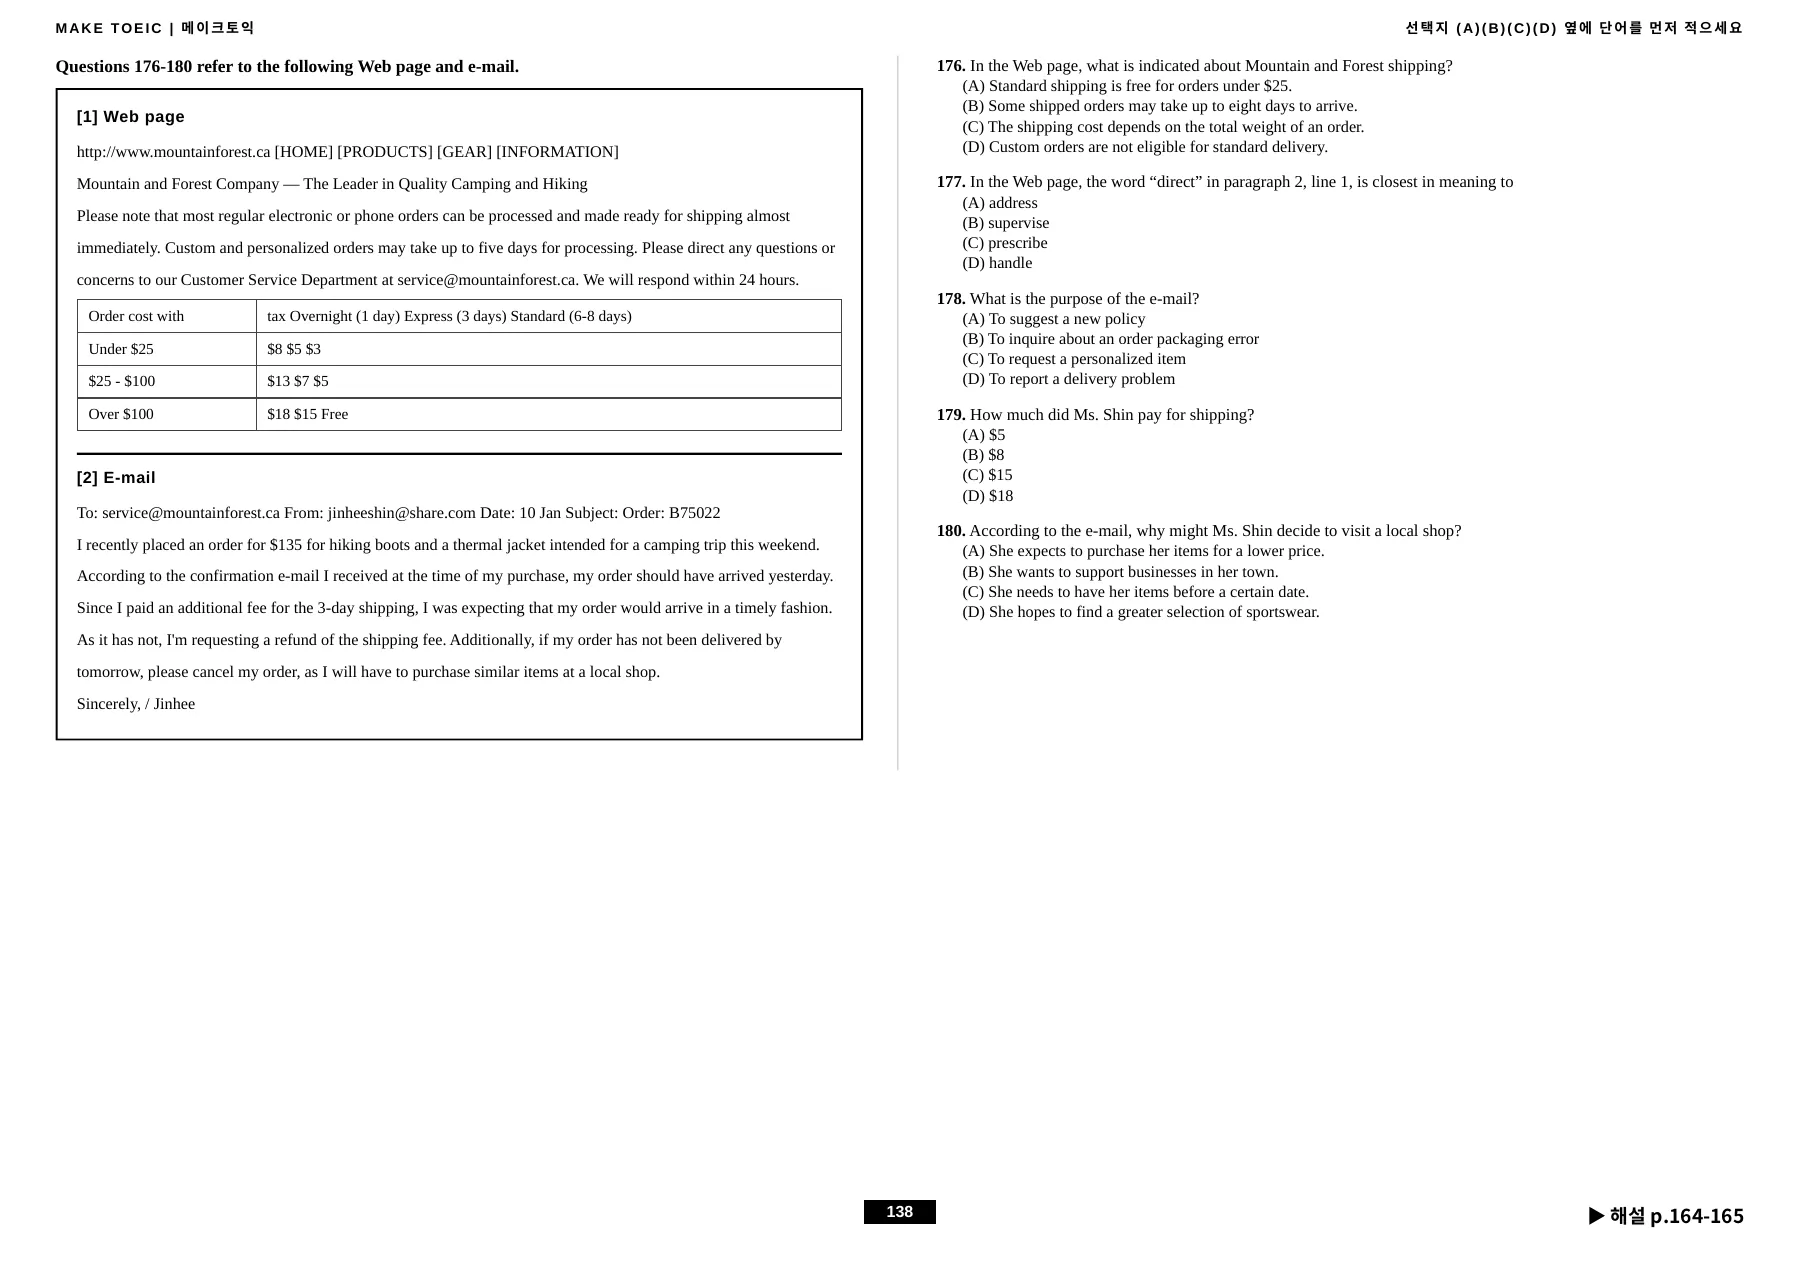 MAKE TOEIC | 메이크토익
선택지 (A)(B)(C)(D) 옆에 단어를 먼저 적으세요
Questions 176-180 refer to the following Web page and e-mail.
[1] Web page
http://www.mountainforest.ca [HOME] [PRODUCTS] [GEAR] [INFORMATION]
Mountain and Forest Company — The Leader in Quality Camping and Hiking
Please note that most regular electronic or phone orders can be processed and made ready for shipping almost
immediately. Custom and personalized orders may take up to five days for processing. Please direct any questions or
concerns to our Customer Service Department at service@mountainforest.ca. We will respond within 24 hours.
Order cost with tax Overnight (1 day) Express (3 days) Standard (6-8 days)
Under $25 $8 $5 $3
$25 - $100 $13 $7 $5
Over $100 $18 $15 Free
[2] E-mail
To: service@mountainforest.ca From: jinheeshin@share.com Date: 10 Jan Subject: Order: B75022
I recently placed an order for $135 for hiking boots and a thermal jacket intended for a camping trip this weekend.
According to the confirmation e-mail I received at the time of my purchase, my order should have arrived yesterday.
Since I paid an additional fee for the 3-day shipping, I was expecting that my order would arrive in a timely fashion.
As it has not, I'm requesting a refund of the shipping fee. Additionally, if my order has not been delivered by
tomorrow, please cancel my order, as I will have to purchase similar items at a local shop.
Sincerely, / Jinhee
176. In the Web page, what is indicated about Mountain and Forest shipping?
(A) Standard shipping is free for orders under $25.
(B) Some shipped orders may take up to eight days to arrive.
(C) The shipping cost depends on the total weight of an order.
(D) Custom orders are not eligible for standard delivery.
177. In the Web page, the word “direct” in paragraph 2, line 1, is closest in meaning to
(A) address
(B) supervise
(C) prescribe
(D) handle
178. What is the purpose of the e-mail?
(A) To suggest a new policy
(B) To inquire about an order packaging error
(C) To request a personalized item
(D) To report a delivery problem
179. How much did Ms. Shin pay for shipping?
(A) $5
(B) $8
(C) $15
(D) $18
180. According to the e-mail, why might Ms. Shin decide to visit a local shop?
(A) She expects to purchase her items for a lower price.
(B) She wants to support businesses in her town.
(C) She needs to have her items before a certain date.
(D) She hopes to find a greater selection of sportswear.
138
▶ 해설 p.164-165